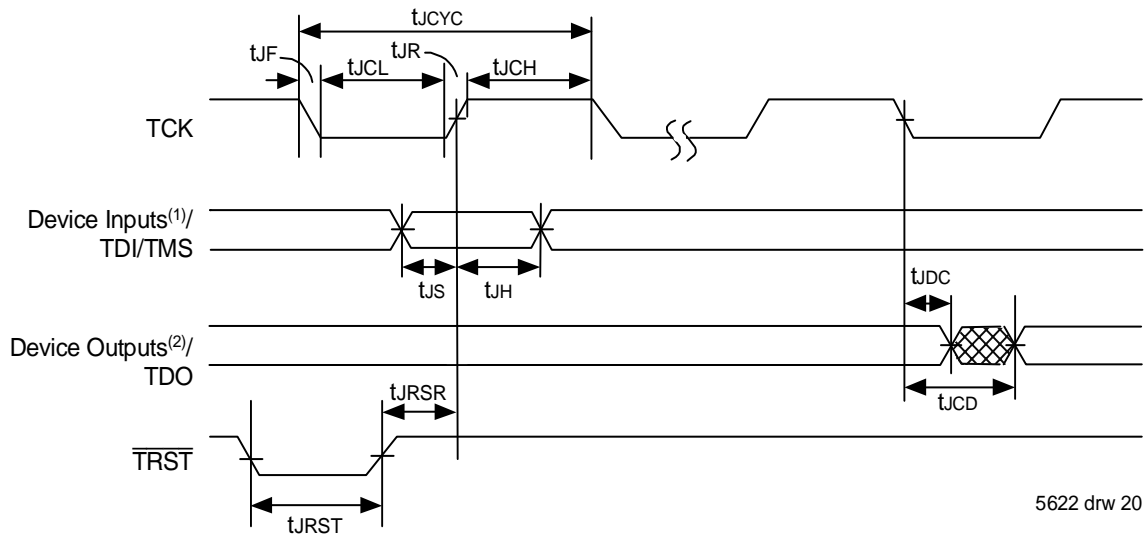 tJCYC
tJF
tJR
tJCL
tJCH
TCK
Device Inputs(1)/
TDI/TMS
tJS
tJH
tJDC
Device Outputs(2)/
TDO
tJRSR
tJCD
TRST
tJRST
5622 drw 20